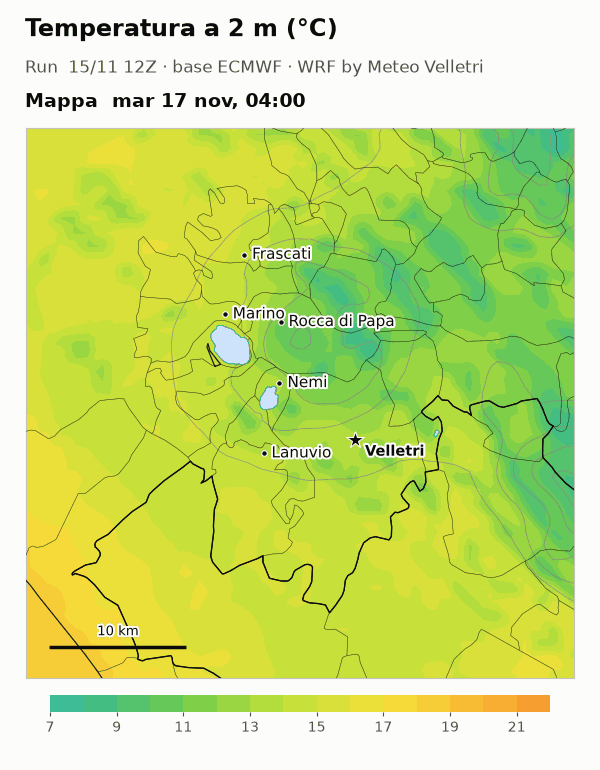 Temperatura a 2 m (°C)
Run  15/11 12Z · base ECMWF · WRF by Meteo Velletri
Mappa  mar 17 nov, 04:00
Frascati
Marino
Rocca di Papa
Nemi
Velletri
Lanuvio
10 km
7 9 11 13 15 17 19 21